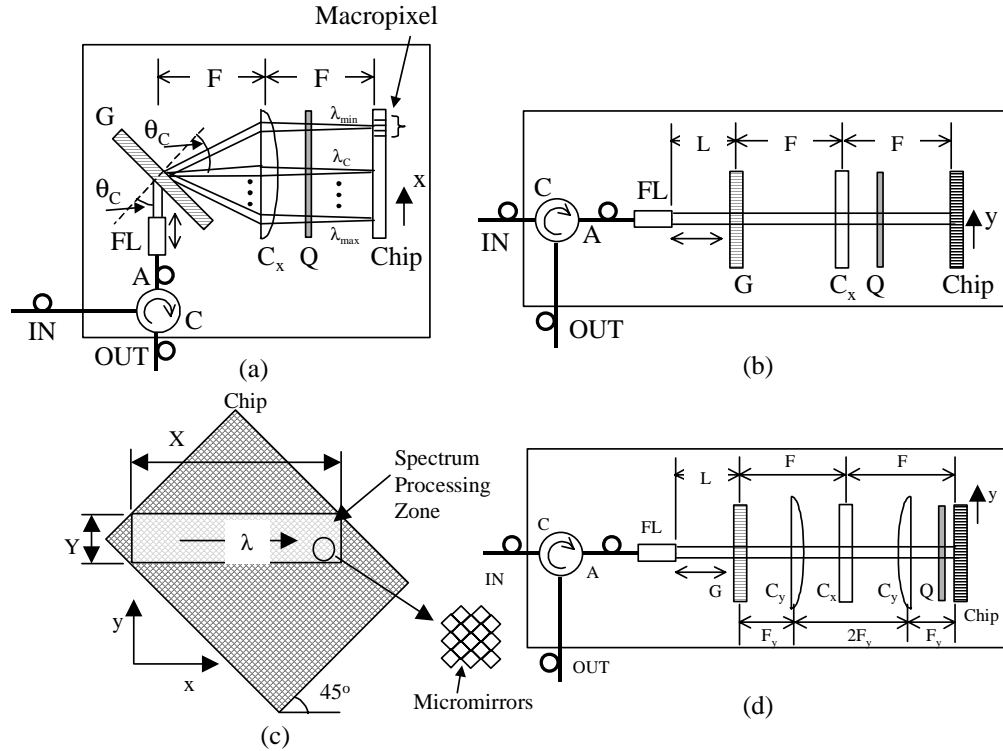 Macropixel
F
F
G
θC
λmin
λC
x
θC
FL
λmax
Cx
Q
Chip
A
IN
C
OUT
(a)
L
F
F
C
FL
y
IN
A
G
Cx
Q
Chip
OUT
(b)
Chip
X
Spectrum
Processing
Zone
Y
λ
y
x
45o
Micromirrors
(c)
L
F
F
y
C
FL
IN
A
G
Cy
Cx
Cy
Q
Chip
Fy
2Fy
Fy
OUT
(d)